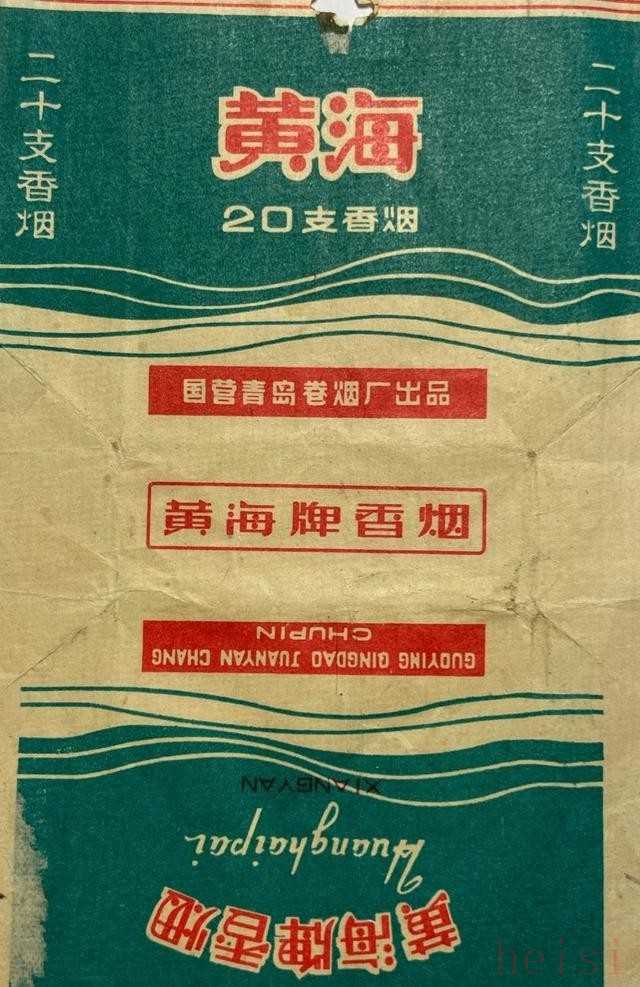 二十支香烟
黄海
20支香烟
二十支香烟
国营青岛卷烟厂出品
黄海牌香烟
GUOYING QINGDAO JUANYAN CHANG
CHUPIN
黄海牌香烟
Huanghaipai
XIANGYAN
heisi